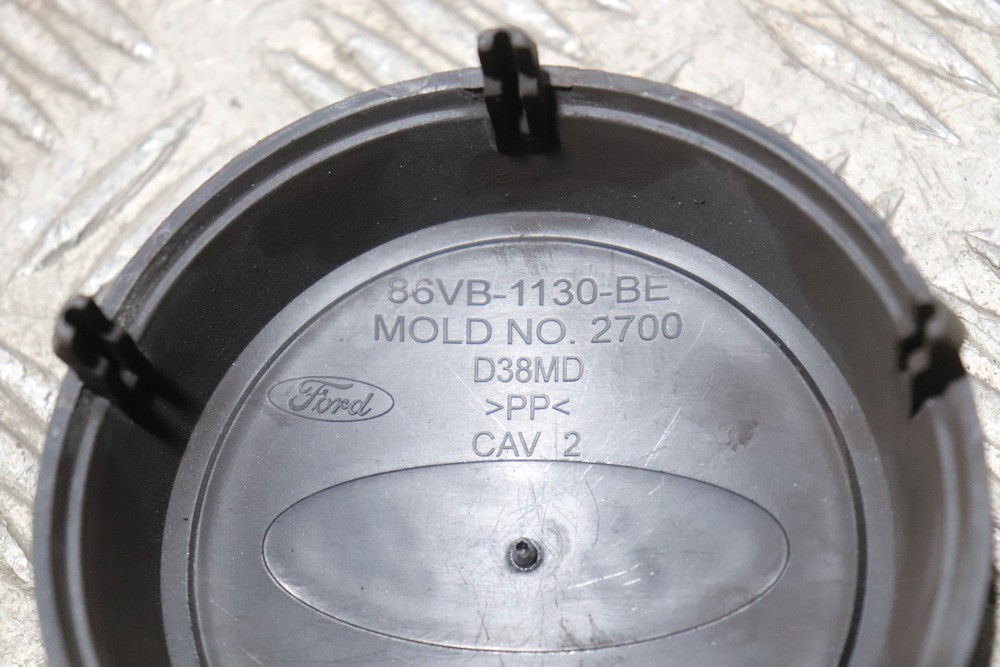 86VB-1130-BE
MOLD NO. 2700
D38MD
Ford
>PP<
CAV 2